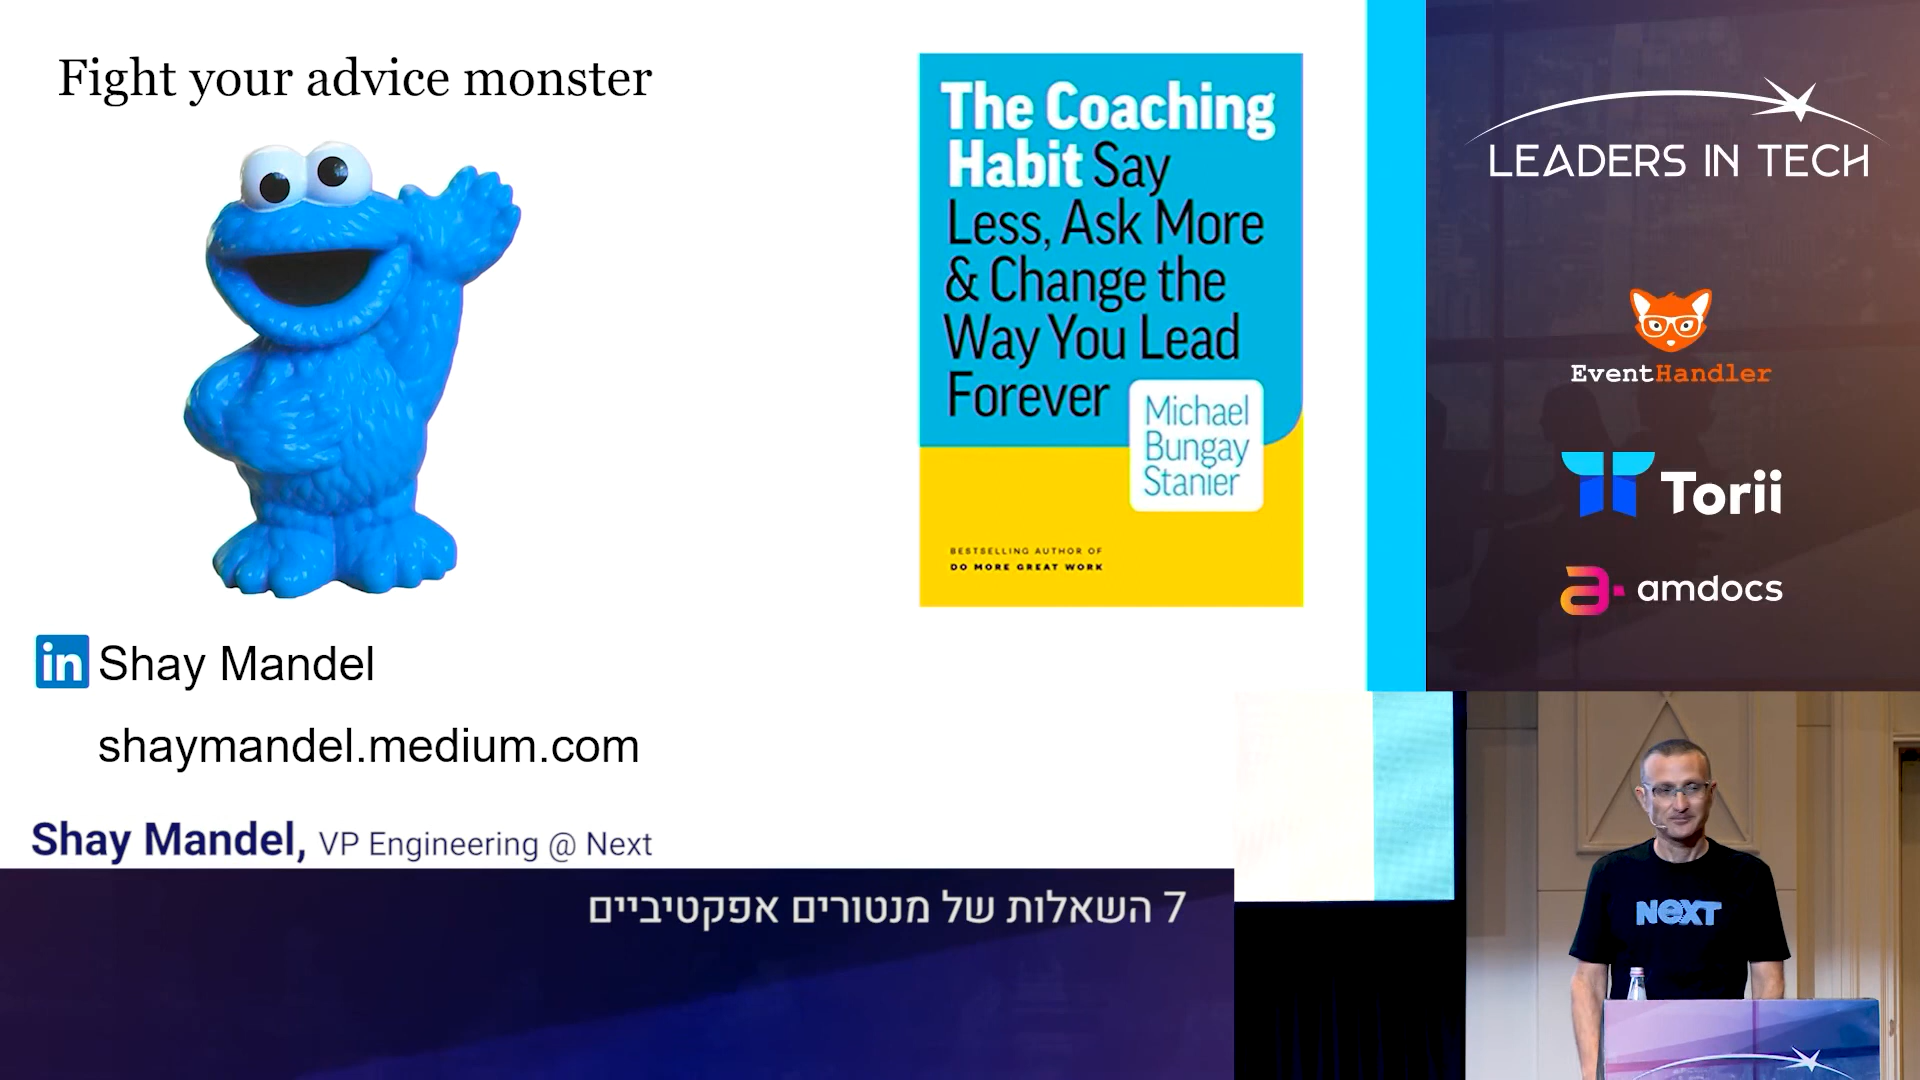 Fight your advice monster
The Coaching
Habit Say
Less, Ask More
& Change the
Way You Lead
Forever
Michael
Bungay
Stanier
BESTSELLING AUTHOR OF
DO MORE GREAT WORK
in Shay Mandel
shaymandel.medium.com
Shay Mandel, VP Engineering @ Next
7 השאלות של מנטורים אפקטיביים
LEADERS IN TECH
EventHandler
Torii
a amdocs
NEXT